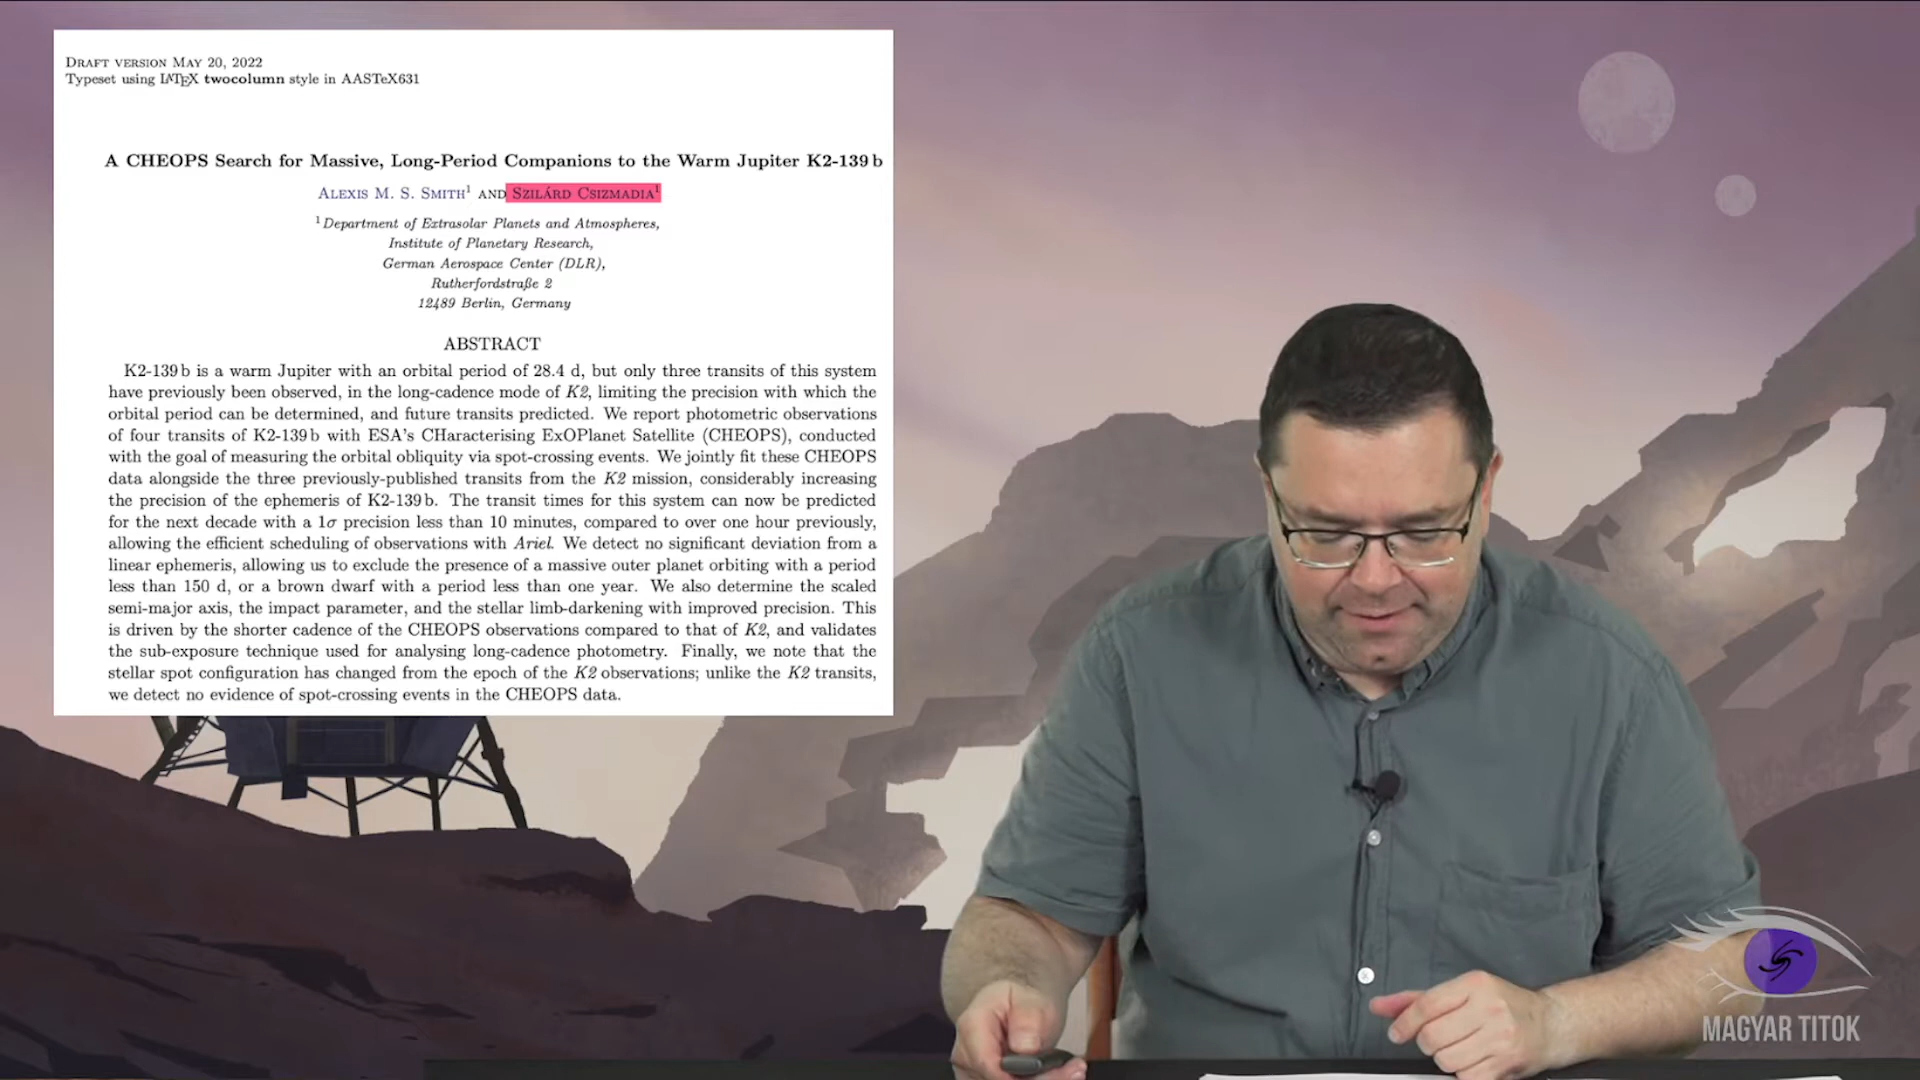 DRAFT VERSION MAY 20, 2022
Typeset using LATEX twocolumn style in AASTeX631
A CHEOPS Search for Massive, Long-Period Companions to the Warm Jupiter K2-139 b
ALEXIS M. S. SMITH¹ AND SZILÁRD CSIZMADIA¹
¹ Department of Extrasolar Planets and Atmospheres,
Institute of Planetary Research,
German Aerospace Center (DLR),
Rutherfordstraße 2
12489 Berlin, Germany
ABSTRACT
K2-139 b is a warm Jupiter with an orbital period of 28.4 d, but only three transits of this system
have previously been observed, in the long-cadence mode of K2, limiting the precision with which the
orbital period can be determined, and future transits predicted. We report photometric observations
of four transits of K2-139 b with ESA's CHaracterising ExOPlanet Satellite (CHEOPS), conducted
with the goal of measuring the orbital obliquity via spot-crossing events. We jointly fit these CHEOPS
data alongside the three previously-published transits from the K2 mission, considerably increasing
the precision of the ephemeris of K2-139 b. The transit times for this system can now be predicted
for the next decade with a 1σ precision less than 10 minutes, compared to over one hour previously,
allowing the efficient scheduling of observations with Ariel. We detect no significant deviation from a
linear ephemeris, allowing us to exclude the presence of a massive outer planet orbiting with a period
less than 150 d, or a brown dwarf with a period less than one year. We also determine the scaled
semi-major axis, the impact parameter, and the stellar limb-darkening with improved precision. This
is driven by the shorter cadence of the CHEOPS observations compared to that of K2, and validates
the sub-exposure technique used for analysing long-cadence photometry. Finally, we note that the
stellar spot configuration has changed from the epoch of the K2 observations; unlike the K2 transits,
we detect no evidence of spot-crossing events in the CHEOPS data.
MAGYAR TITOK